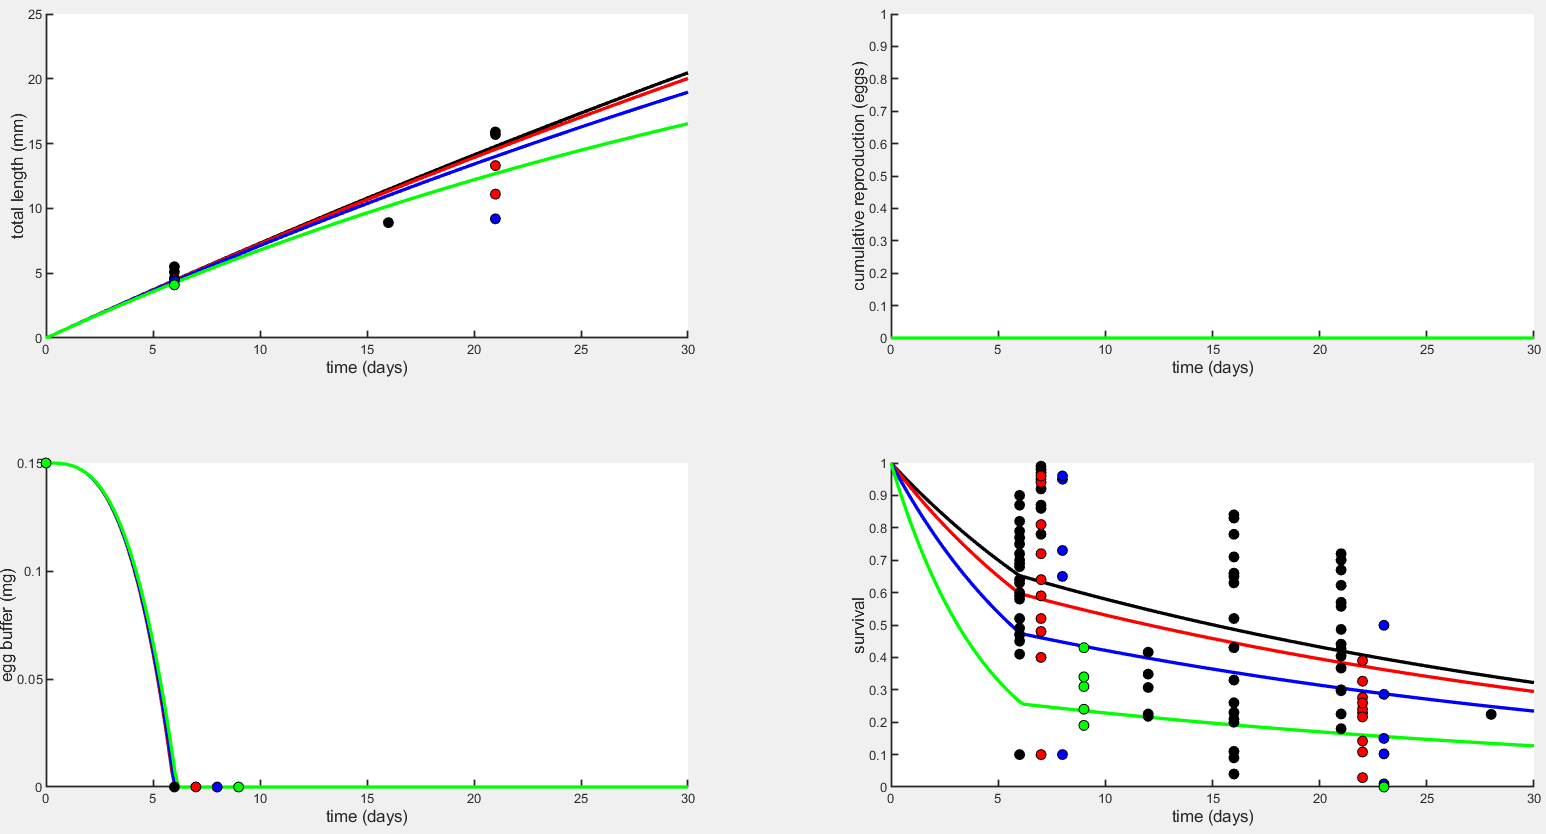 25
20
15
10
5
0
0 5 10 15 20 25 30
total length (mm)
time (days)
1
0.9
0.8
0.7
0.6
0.5
0.4
0.3
0.2
0.1
0
0 5 10 15 20 25 30
cumulative reproduction (eggs)
time (days)
0.15
0.1
0.05
0
0 5 10 15 20 25 30
egg buffer (mg)
time (days)
1
0.9
0.8
0.7
0.6
0.5
0.4
0.3
0.2
0.1
0
0 5 10 15 20 25 30
survival
time (days)